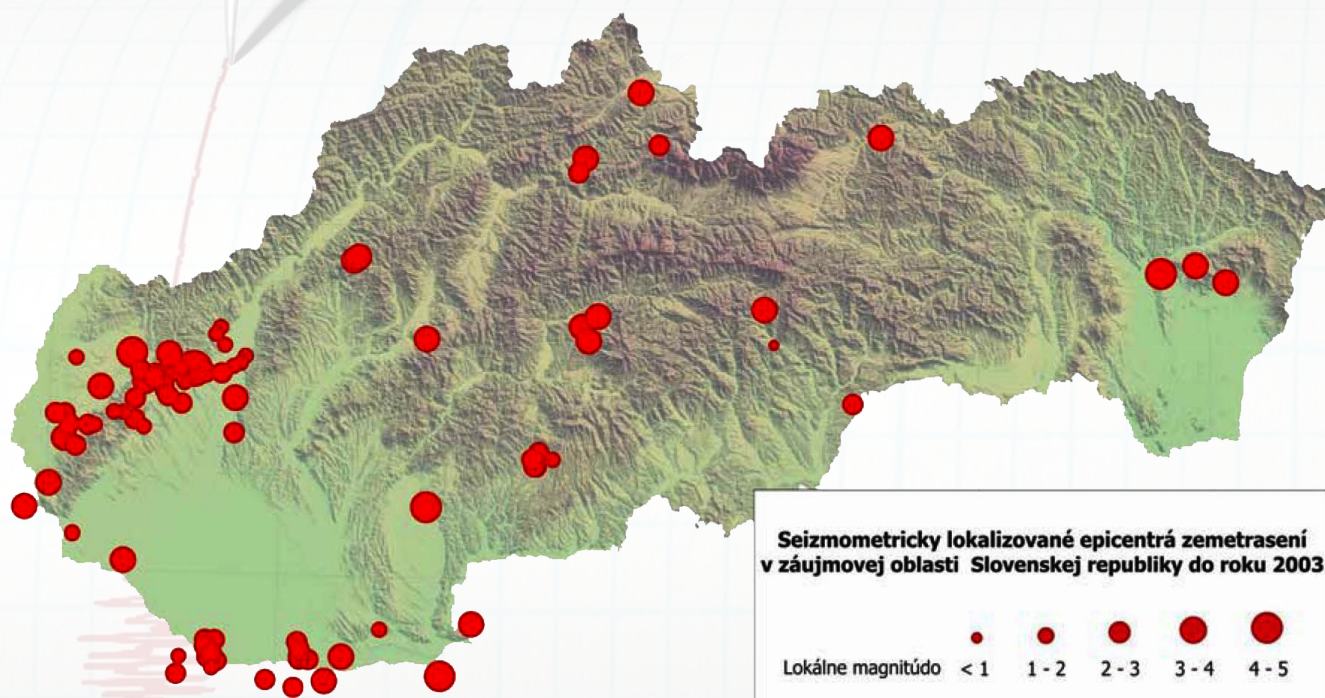 Seizmometricky lokalizované epicentrá zemetrasení
v záujmovej oblasti Slovenskej republiky do roku 2003
Lokálne magnitúdo < 1 1 - 2 2 - 3 3 - 4 4 - 5